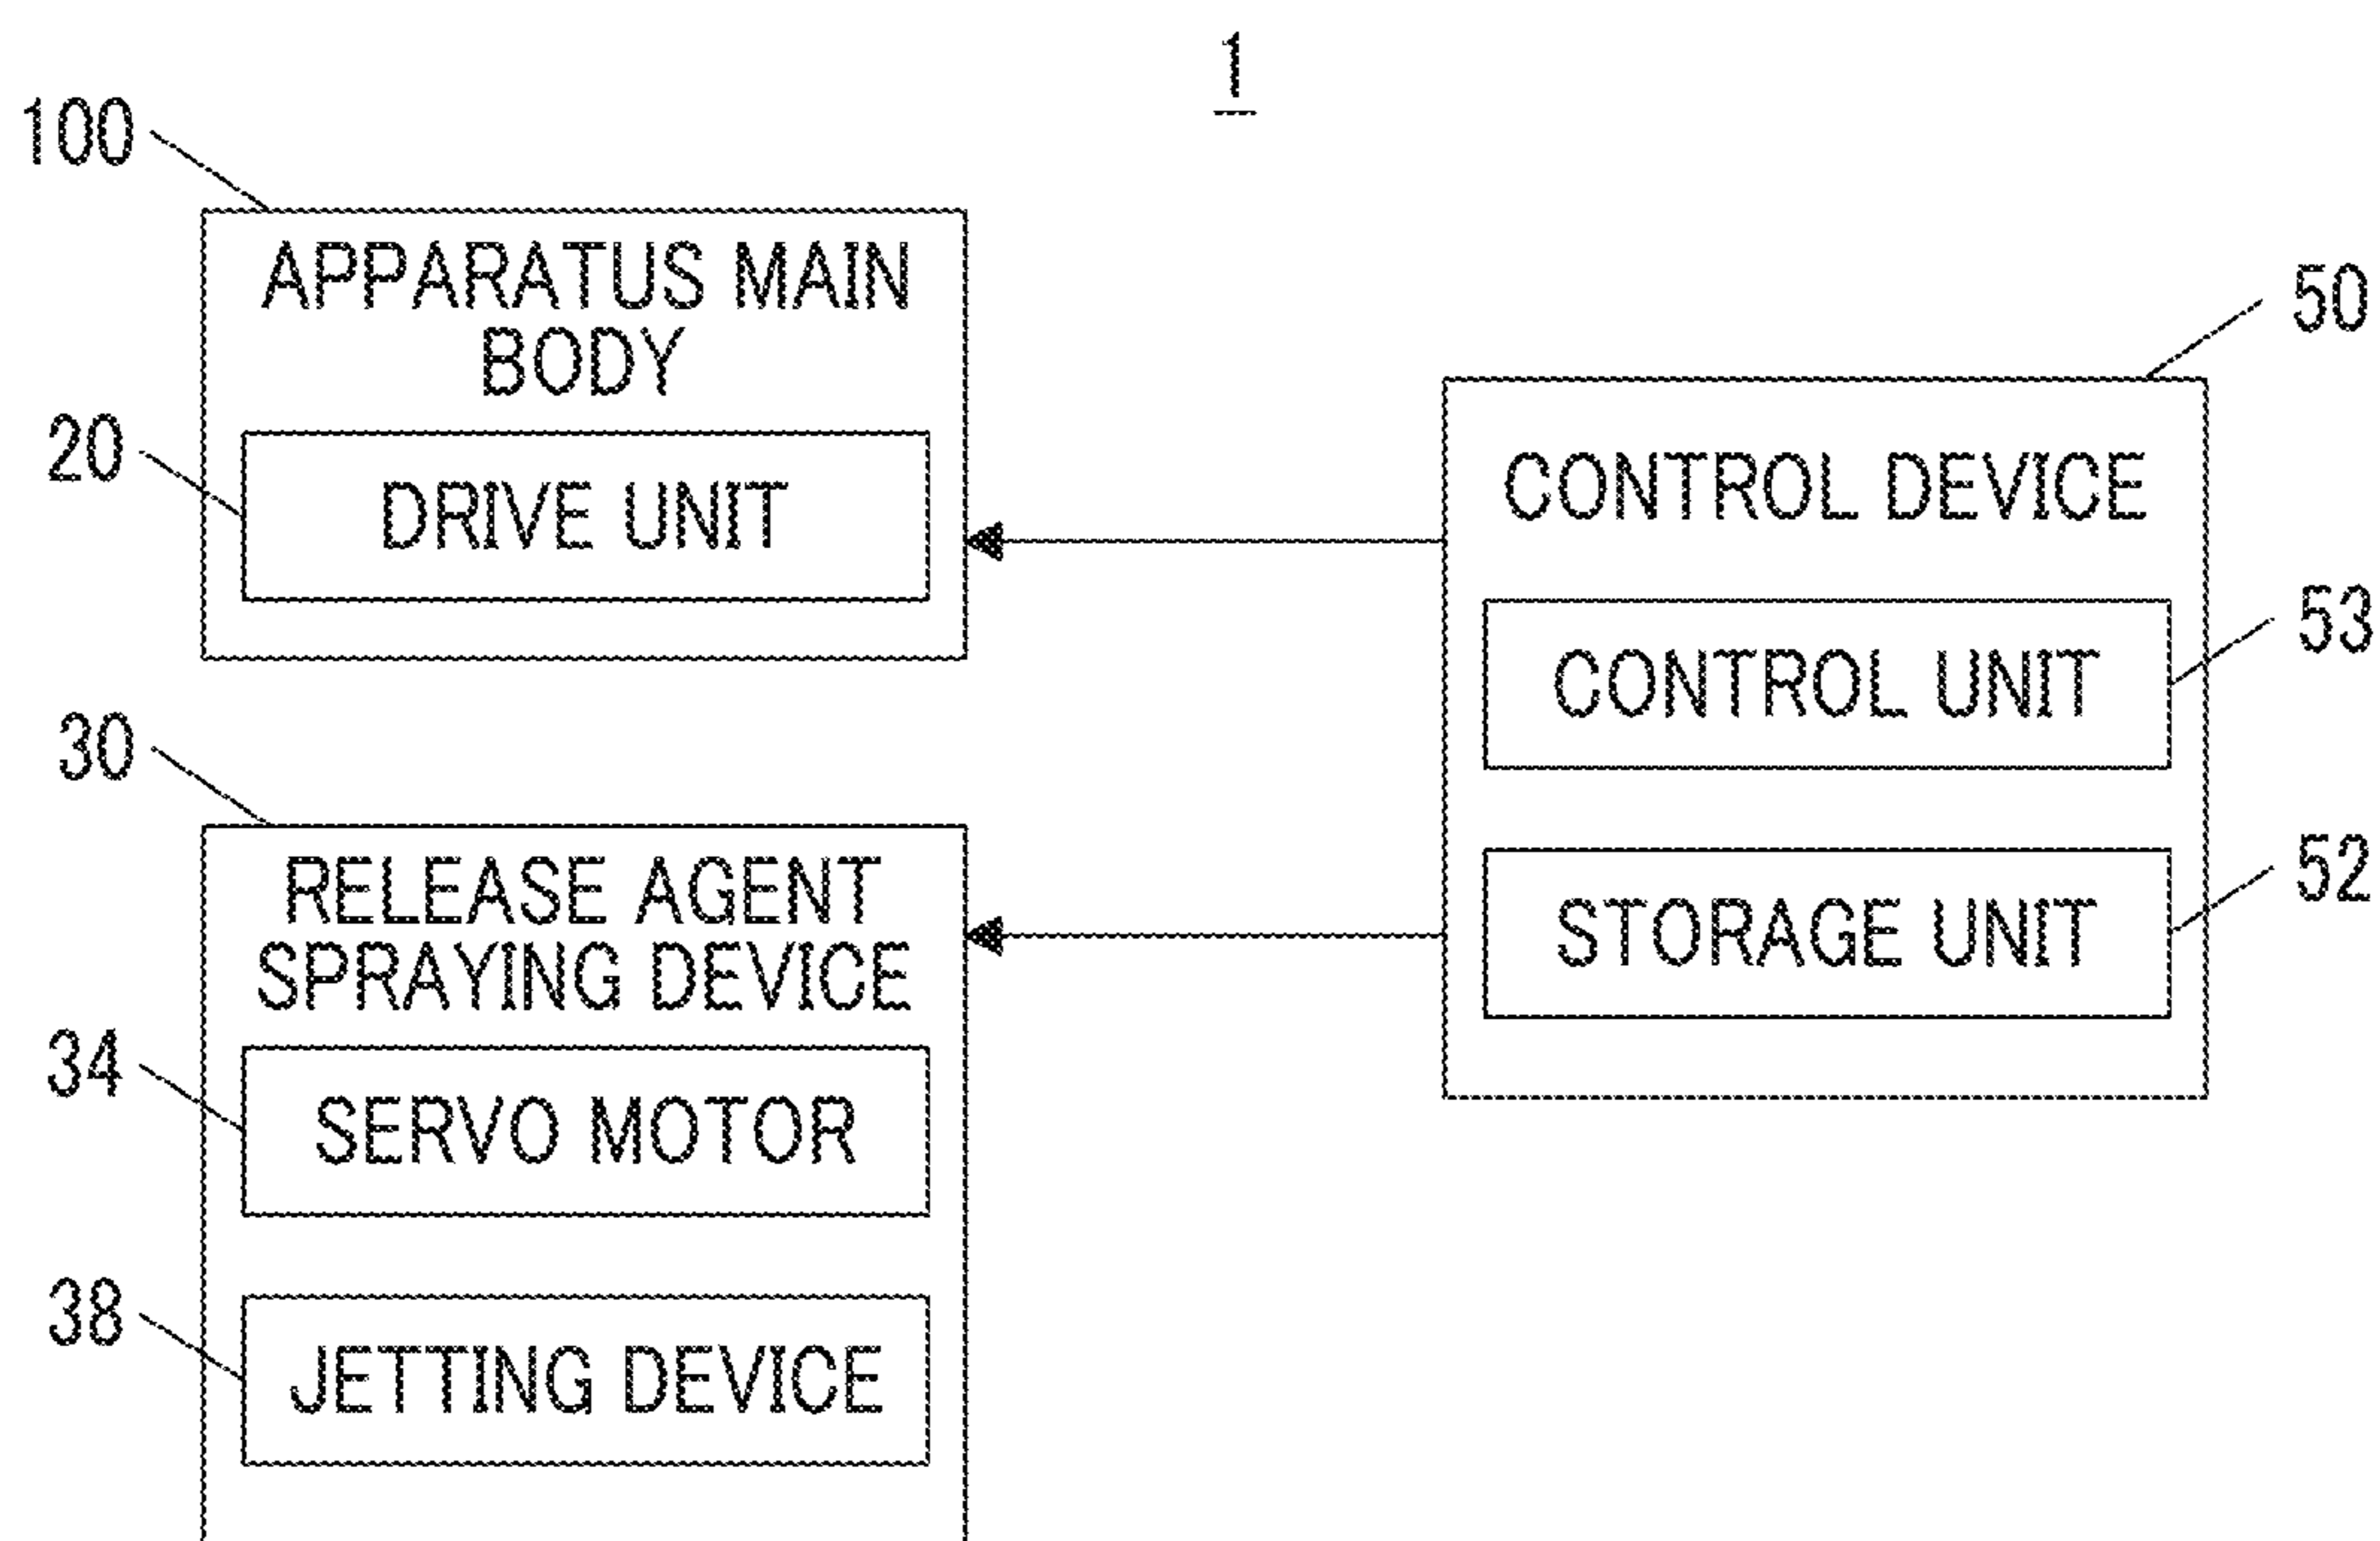 1
100
APPARATUS MAIN
BODY
20
DRIVE UNIT
30
RELEASE AGENT
SPRAYING DEVICE
34
SERVO MOTOR
38
JETTING DEVICE
50
CONTROL DEVICE
53
CONTROL UNIT
52
STORAGE UNIT